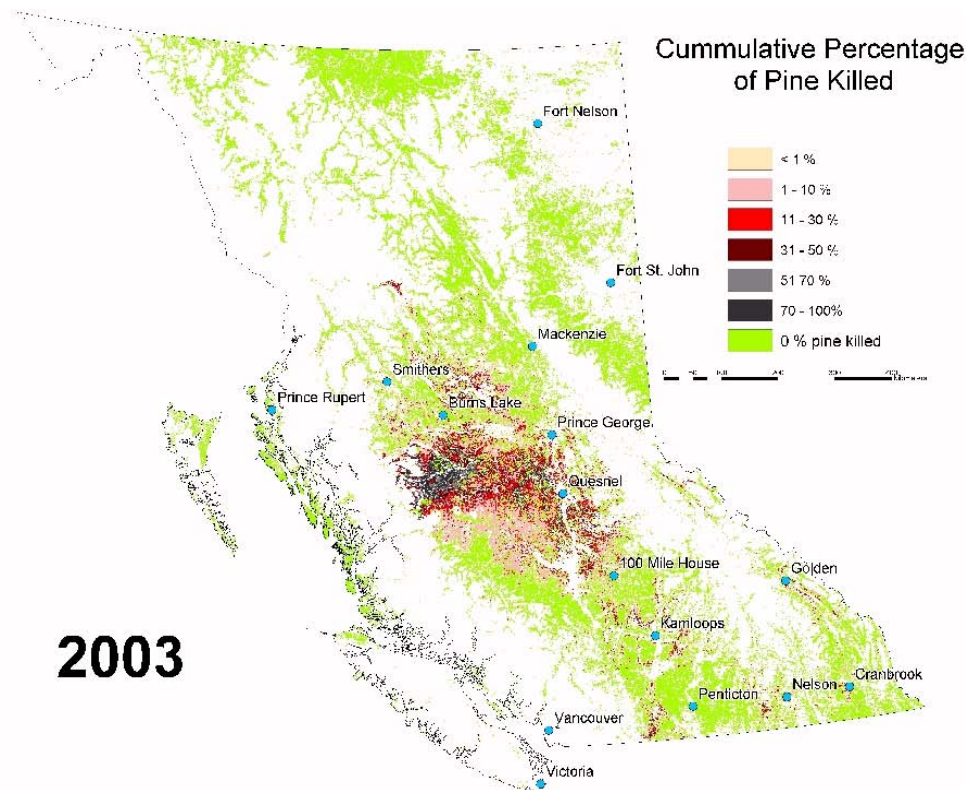 Cummulative Percentage
of Pine Killed
Fort Nelson
< 1 %
1 - 10 %
11 - 30 %
31 - 50 %
51 70 %
70 - 100%
0 % pine killed
Fort St. John
Mackenzie
Smithers
Prince Rupert
Burns Lake
Prince George
Quesnel
100 Mile House
Golden
Kamloops
2003
Cranbrook
Nelson
Penticton
Vancouver
Victoria